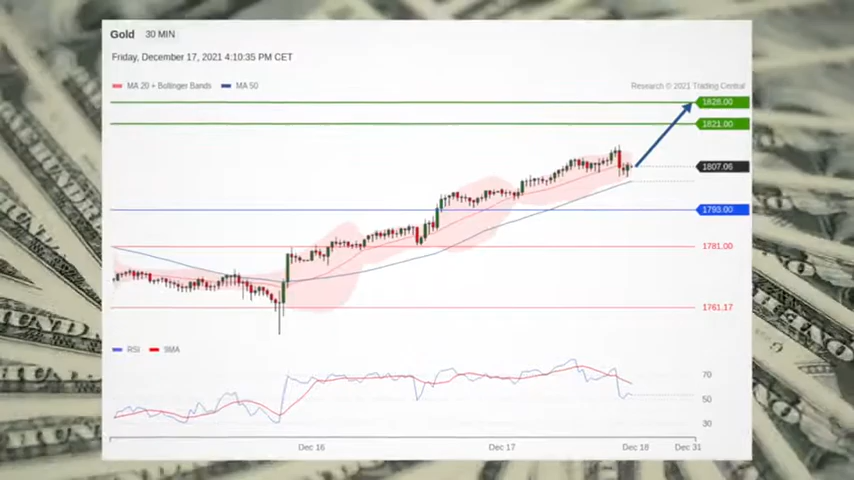 Gold 30 MIN
Friday, December 17, 2021 4:10:35 PM CET
MA 20 + Bollinger Bands MA 50
Research © 2021 Trading Central
1828.00
1821.00
1807.06
1793.00
1781.00
1761.17
RSI 9MA
70
50
30
Dec 16 Dec 17 Dec 18 Dec 31